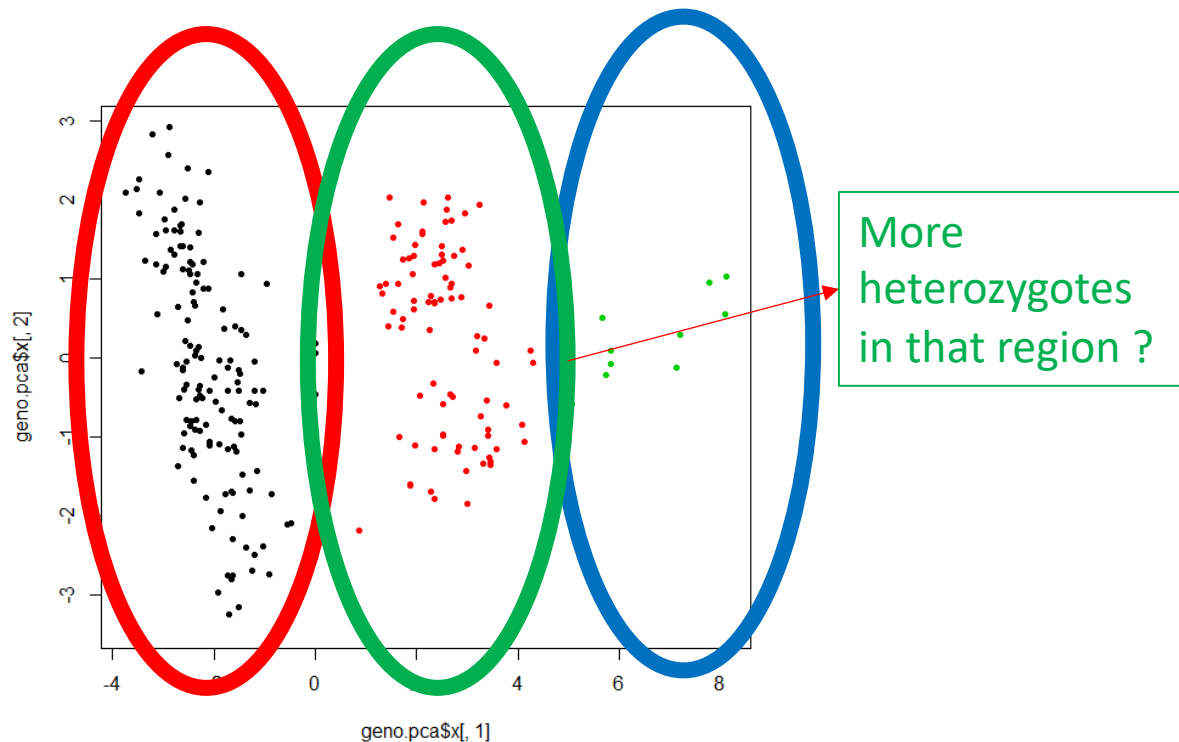 3
2
1
0
-1
-2
-3
geno.pca$x[, 2]
-4
-2
0
4
6
8
geno.pca$x[, 1]
More
heterozygotes
in that region ?